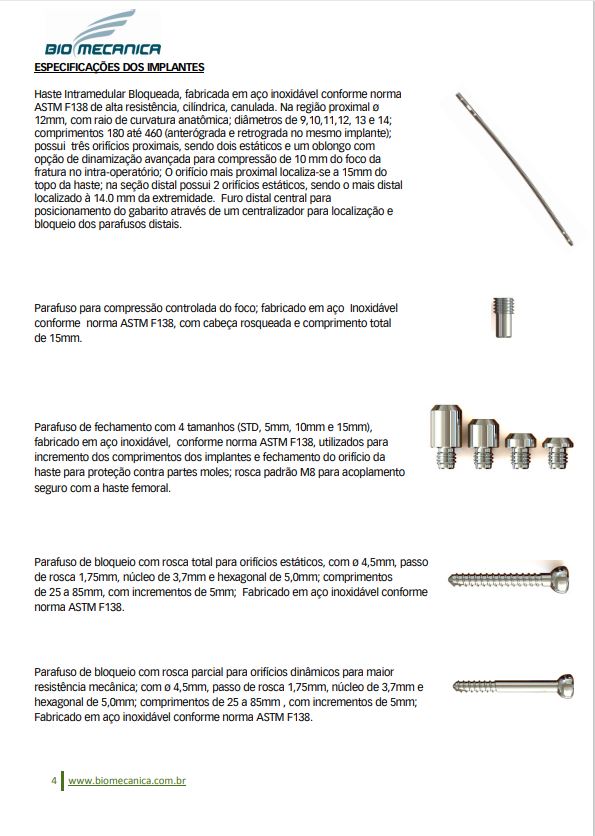 BIOMECANICA
ESPECIFICAÇÕES DOS IMPLANTES
Haste Intramedular Bloqueada, fabricada em aço inoxidável conforme norma
ASTM F138 de alta resistência, cilíndrica, canulada. Na região proximal ø
12mm, com raio de curvatura anatômica; diâmetros de 9,10,11,12, 13 e 14;
comprimentos 180 até 460 (anterógrada e retrograda no mesmo implante);
possui três orifícios proximais, sendo dois estáticos e um oblongo com
opção de dinamização avançada para compressão de 10 mm do foco da
fratura no intra-operatório; O orifício mais proximal localiza-se a 15mm do
topo da haste; na seção distal possui 2 orifícios estáticos, sendo o mais distal
localizado à 14.0 mm da extremidade. Furo distal central para
posicionamento do gabarito através de um centralizador para localização e
bloqueio dos parafusos distais.
Parafuso para compressão controlada do foco; fabricado em aço Inoxidável
conforme norma ASTM F138, com cabeça rosqueada e comprimento total
de 15mm.
Parafuso de fechamento com 4 tamanhos (STD, 5mm, 10mm e 15mm),
fabricado em aço inoxidável, conforme norma ASTM F138, utilizados para
incremento dos comprimentos dos implantes e fechamento do orifício da
haste para proteção contra partes moles; rosca padrão M8 para acoplamento
seguro com a haste femoral.
Parafuso de bloqueio com rosca total para orifícios estáticos, com ø 4,5mm, passo
de rosca 1,75mm, núcleo de 3,7mm e hexagonal de 5,0mm; comprimentos
de 25 a 85mm, com incrementos de 5mm; Fabricado em aço inoxidável conforme
norma ASTM F138.
Parafuso de bloqueio com rosca parcial para orifícios dinâmicos para maior
resistência mecânica; com ø 4,5mm, passo de rosca 1,75mm, núcleo de 3,7mm e
hexagonal de 5,0mm; comprimentos de 25 a 85mm , com incrementos de 5mm;
Fabricado em aço inoxidável conforme norma ASTM F138.
4 www.biomecanica.com.br